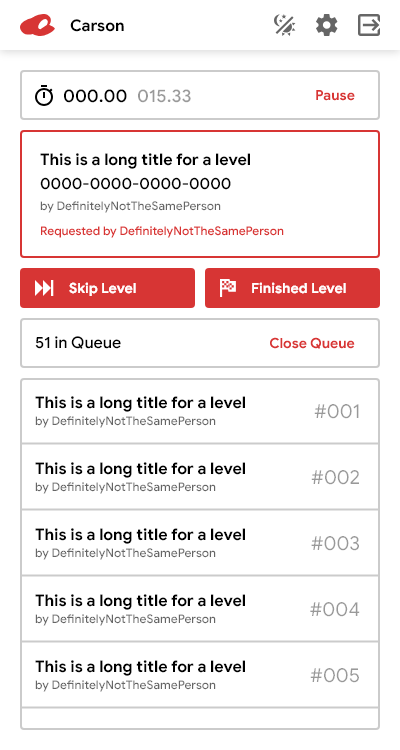 Carson
000.00 015.33 Pause
This is a long title for a level
0000-0000-0000-0000
by DefinitelyNotTheSamePerson
Requested by DefinitelyNotTheSamePerson
Skip Level
Finished Level
51 in Queue Close Queue
This is a long title for a level
by DefinitelyNotTheSamePerson
#001
This is a long title for a level
by DefinitelyNotTheSamePerson
#002
This is a long title for a level
by DefinitelyNotTheSamePerson
#003
This is a long title for a level
by DefinitelyNotTheSamePerson
#004
This is a long title for a level
by DefinitelyNotTheSamePerson
#005